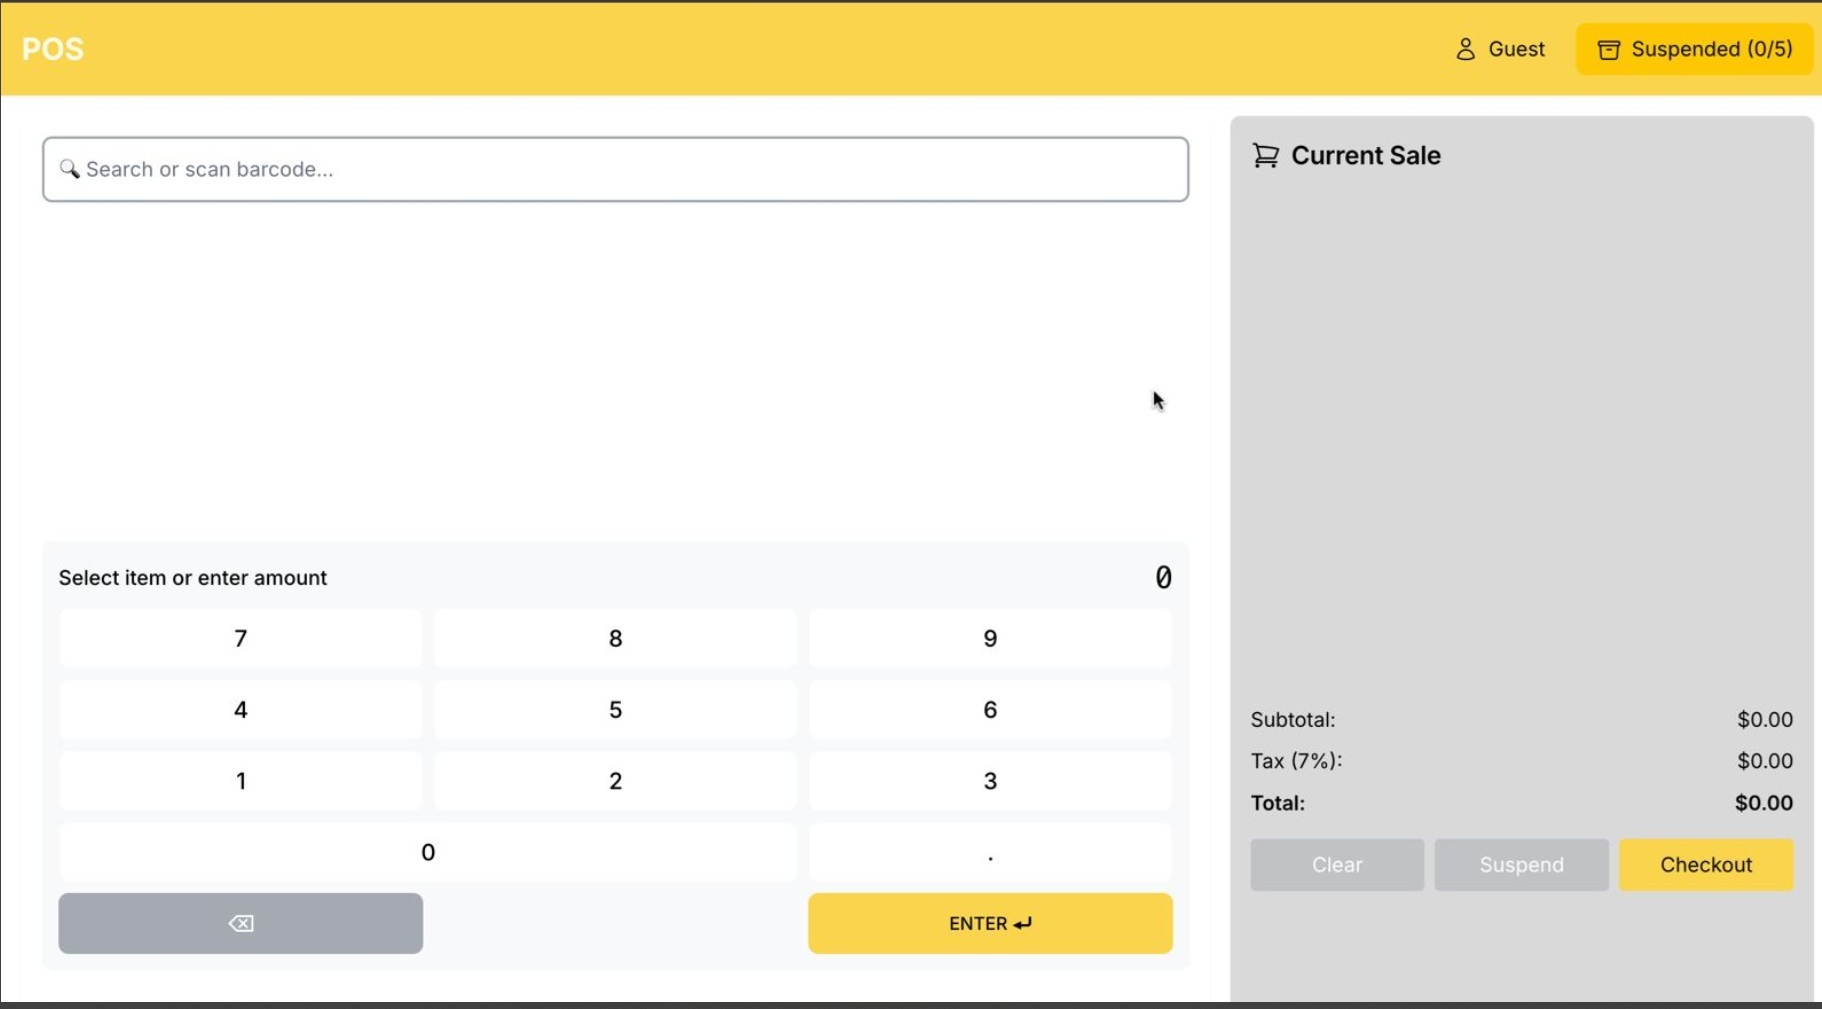 POS
Guest
Suspended (0/5)
Search or scan barcode...
Select item or enter amount
0
7 8 9
4 5 6
1 2 3
0 .
ENTER
Current Sale
Subtotal: $0.00
Tax (7%): $0.00
Total: $0.00
Clear Suspend Checkout